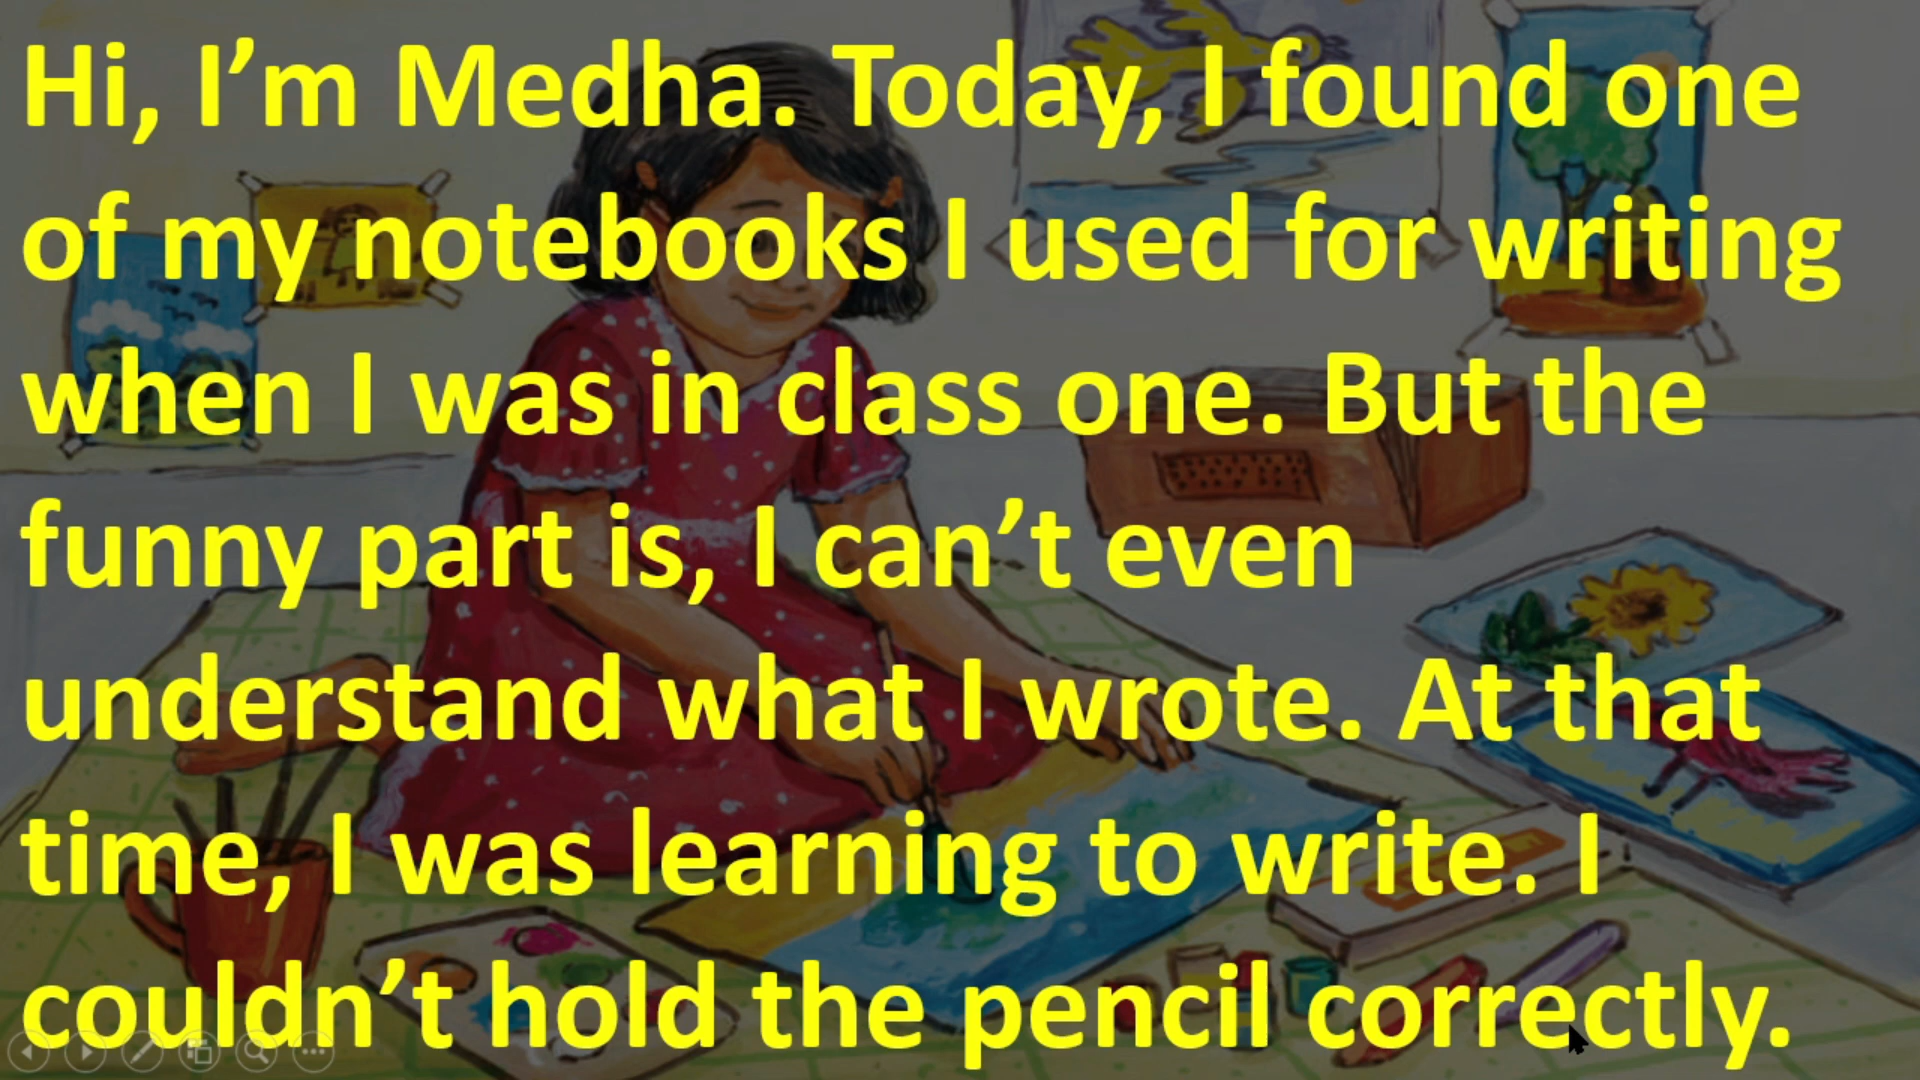 Hi, I’m Medha. Today, I found one
of my notebooks I used for writing
when I was in class one. But the
funny part is, I can’t even
understand what I wrote. At that
time, I was learning to write. I
couldn’t hold the pencil correctly.